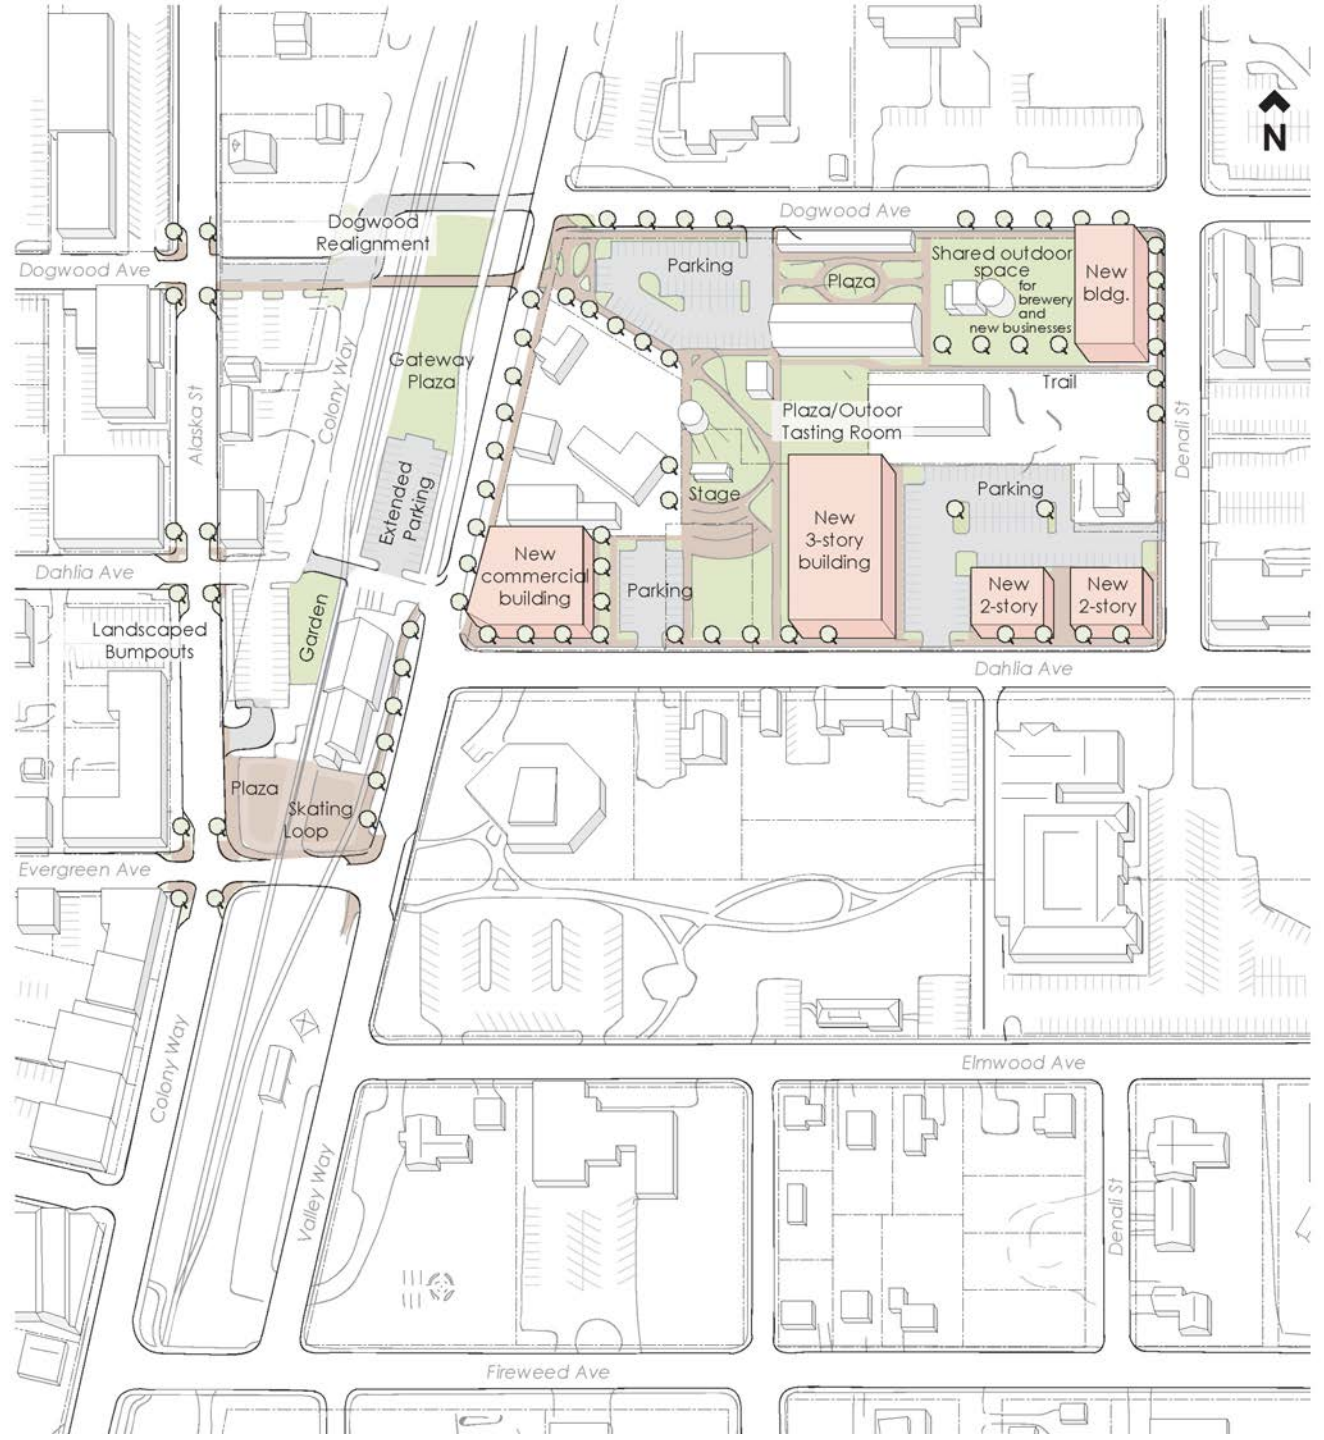 N
Dogwood Ave
Dogwood
Realignment
Dogwood Ave
Parking
Plaza
Shared outdoor
space
for
brewery
and
new businesses
New
bldg.
Gateway
Plaza
Colony Way
Alaska St
Trail
Plaza/Outoor
Tasting Room
Denali St
Extended
Parking
Stage
Parking
New
3-story
building
New
commercial
building
Parking
New
2-story
New
2-story
Dahlia Ave
Garden
Landscaped
Bumpouts
Dahlia Ave
Plaza
Skating
Loop
Evergreen Ave
Colony Way
Elmwood Ave
Valley Way
Denali St
Fireweed Ave